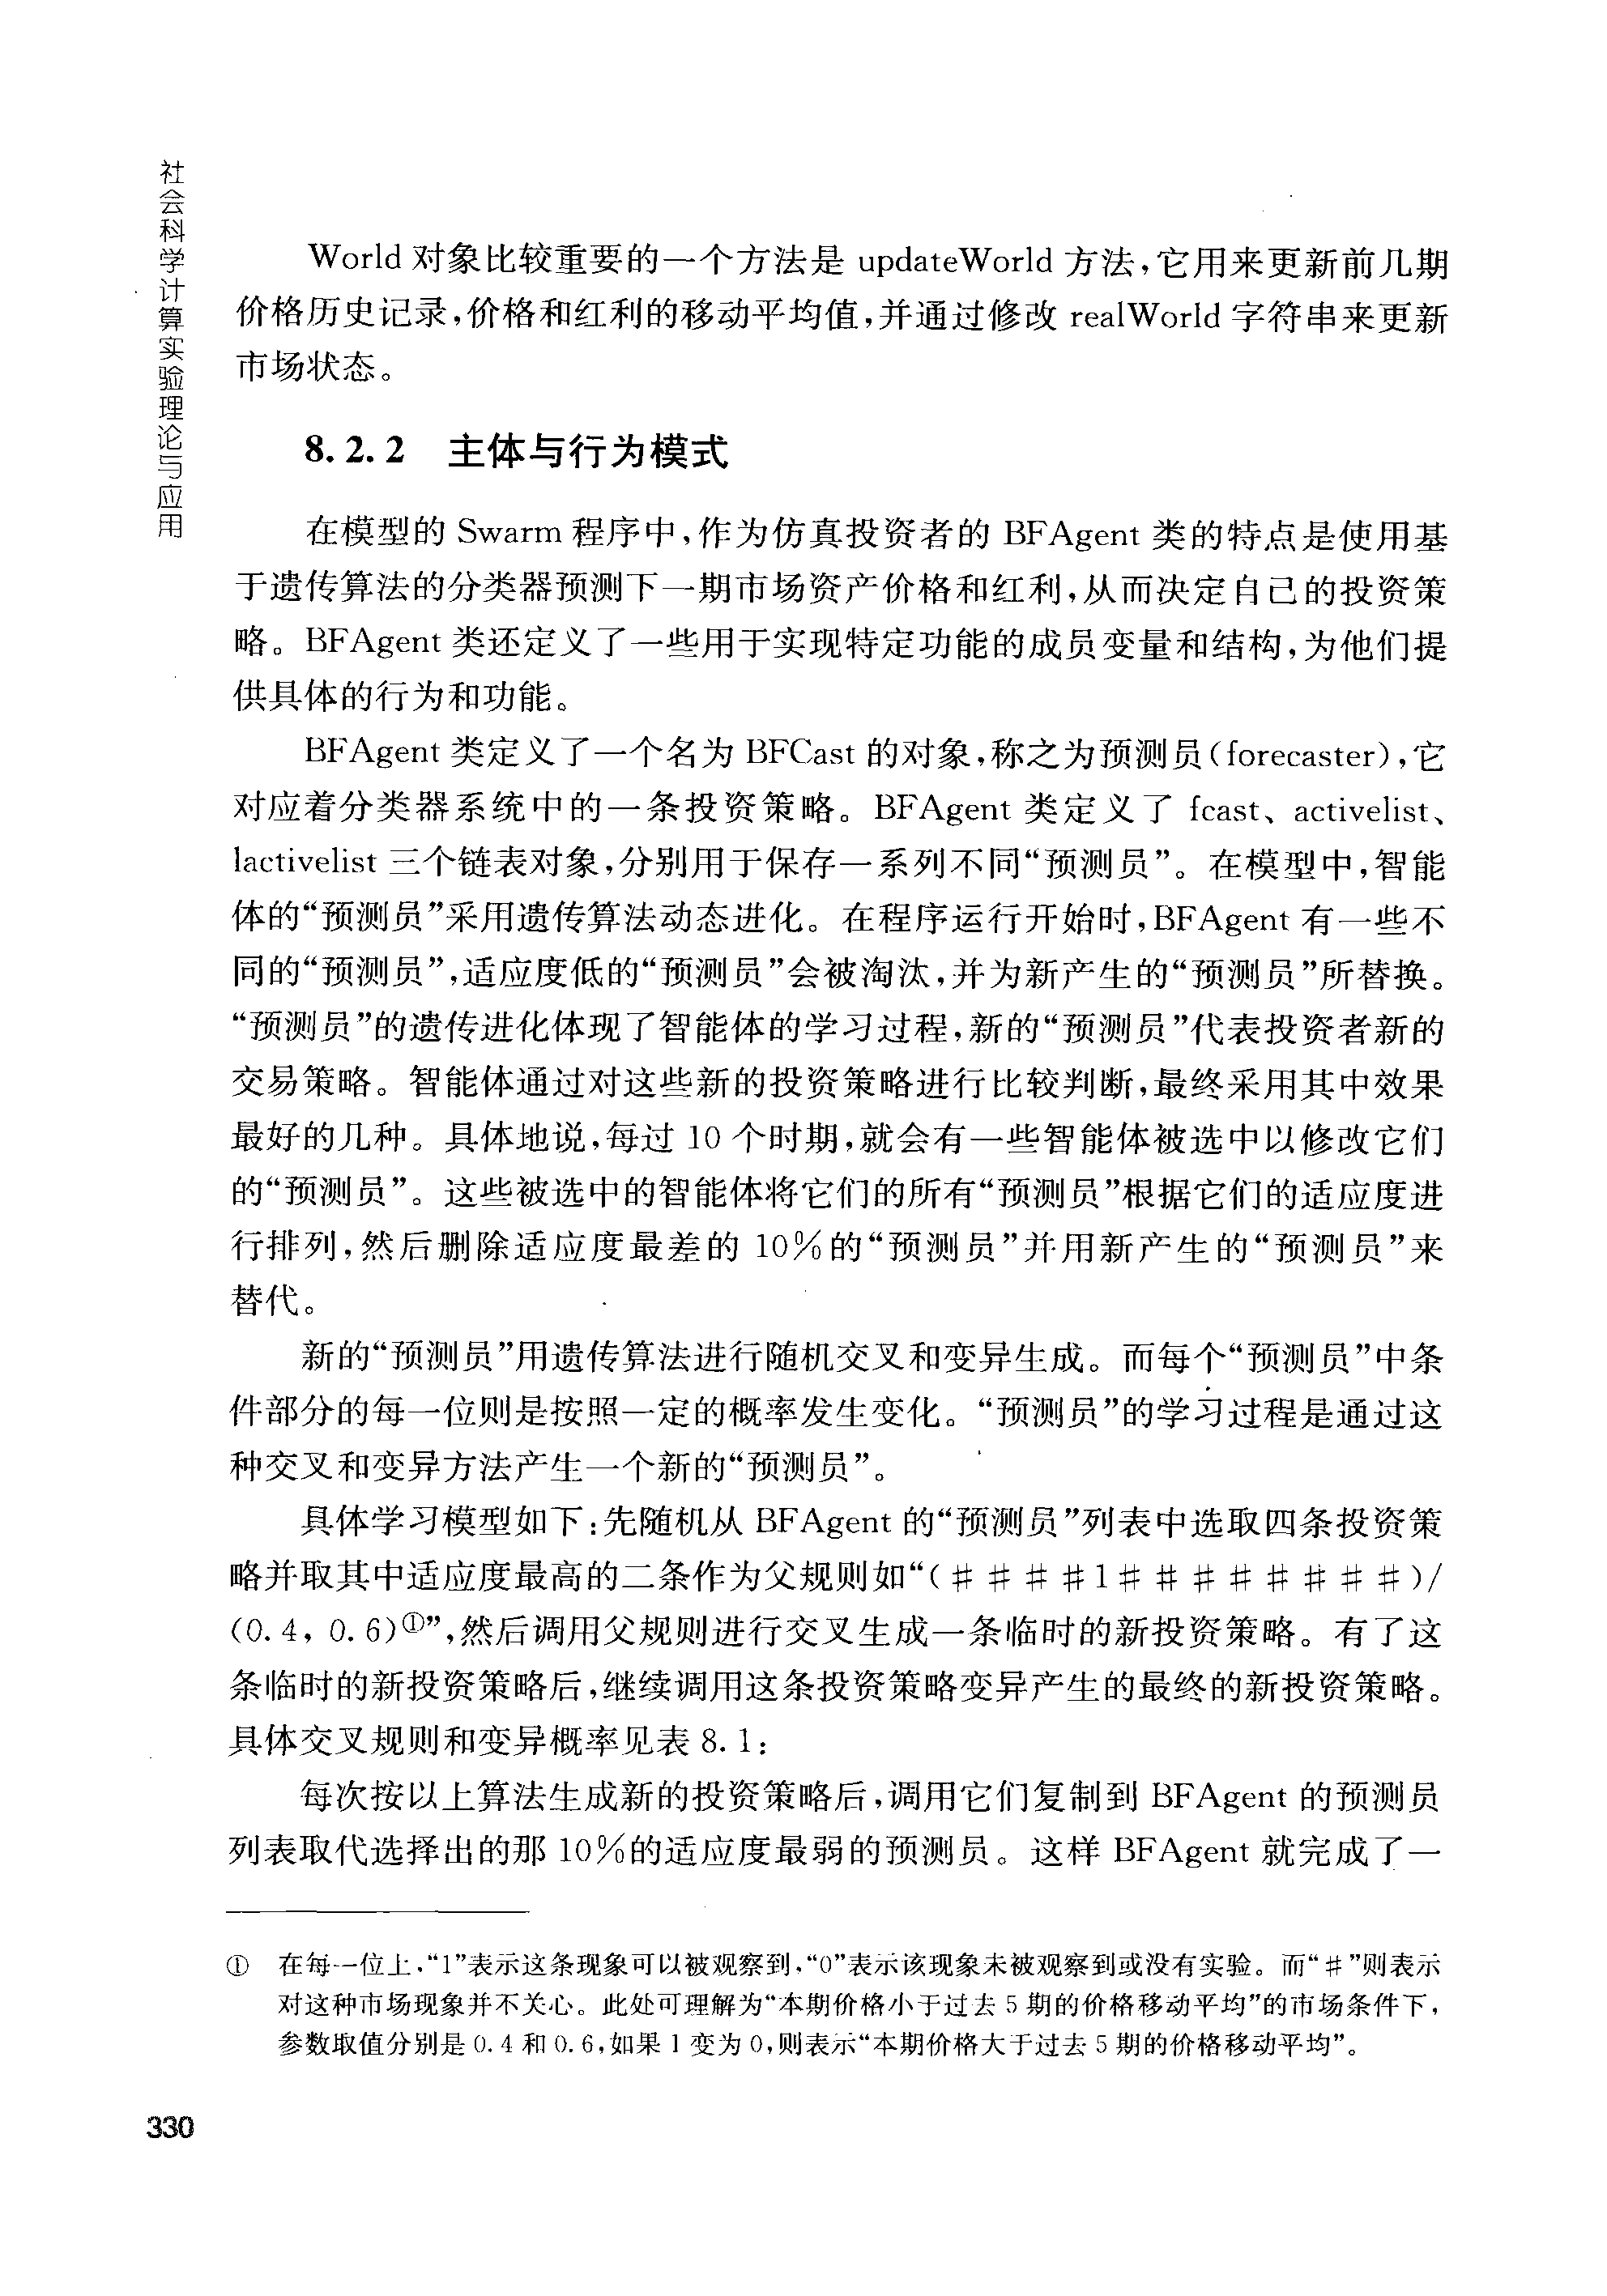 社会科学计算实验理论与应用
World 对象比较重要的一个方法是 updateWorld 方法,它用来更新前几期
价格历史记录,价格和红利的移动平均值,并通过修改 realWorld 字符串来更新
市场状态。
8.2.2 主体与行为模式
在模型的 Swarm 程序中,作为仿真投资者的 BFAgent 类的特点是使用基
于遗传算法的分类器预测下一期市场资产价格和红利,从而决定自己的投资策
略。BFAgent 类还定义了一些用于实现特定功能的成员变量和结构,为他们提
供具体的行为和功能。
BFAgent 类定义了一个名为 BFCast 的对象,称之为预测员(forecaster),它
对应着分类器系统中的一条投资策略。BFAgent 类定义了 fcast、activelist、
lactivelist 三个链表对象,分别用于保存一系列不同“预测员”。在模型中,智能
体的“预测员”采用遗传算法动态进化。在程序运行开始时,BFAgent 有一些不
同的“预测员”,适应度低的“预测员”会被淘汰,并为新产生的“预测员”所替换。
“预测员”的遗传进化体现了智能体的学习过程,新的“预测员”代表投资者新的
交易策略。智能体通过对这些新的投资策略进行比较判断,最终采用其中效果
最好的几种。具体地说,每过 10 个时期,就会有一些智能体被选中以修改它们
的“预测员”。这些被选中的智能体将它们的所有“预测员”根据它们的适应度进
行排列,然后删除适应度最差的 10%的“预测员”并用新产生的“预测员”来
替代。
新的“预测员”用遗传算法进行随机交叉和变异生成。而每个“预测员”中条
件部分的每一位则是按照一定的概率发生变化。“预测员”的学习过程是通过这
种交叉和变异方法产生一个新的“预测员”。
具体学习模型如下:先随机从 BFAgent 的“预测员”列表中选取四条投资策
略并取其中适应度最高的二条作为父规则如“(# # # #1# # # # # # # #)/
(0.4, 0.6)①”,然后调用父规则进行交叉生成一条临时的新投资策略。有了这
条临时的新投资策略后,继续调用这条投资策略变异产生的最终的新投资策略。
具体交叉规则和变异概率见表 8.1:
每次按以上算法生成新的投资策略后,调用它们复制到 BFAgent 的预测员
列表取代选择出的那 10%的适应度最弱的预测员。这样 BFAgent 就完成了一
① 在每一位上,“1”表示这条现象可以被观察到,“0”表示该现象未被观察到或没有实验。而“#”则表示
对这种市场现象并不关心。此处可理解为“本期价格小于过去 5 期的价格移动平均”的市场条件下,
参数取值分别是 0.4 和 0.6,如果 1 变为 0,则表示“本期价格大于过去 5 期的价格移动平均”。
330